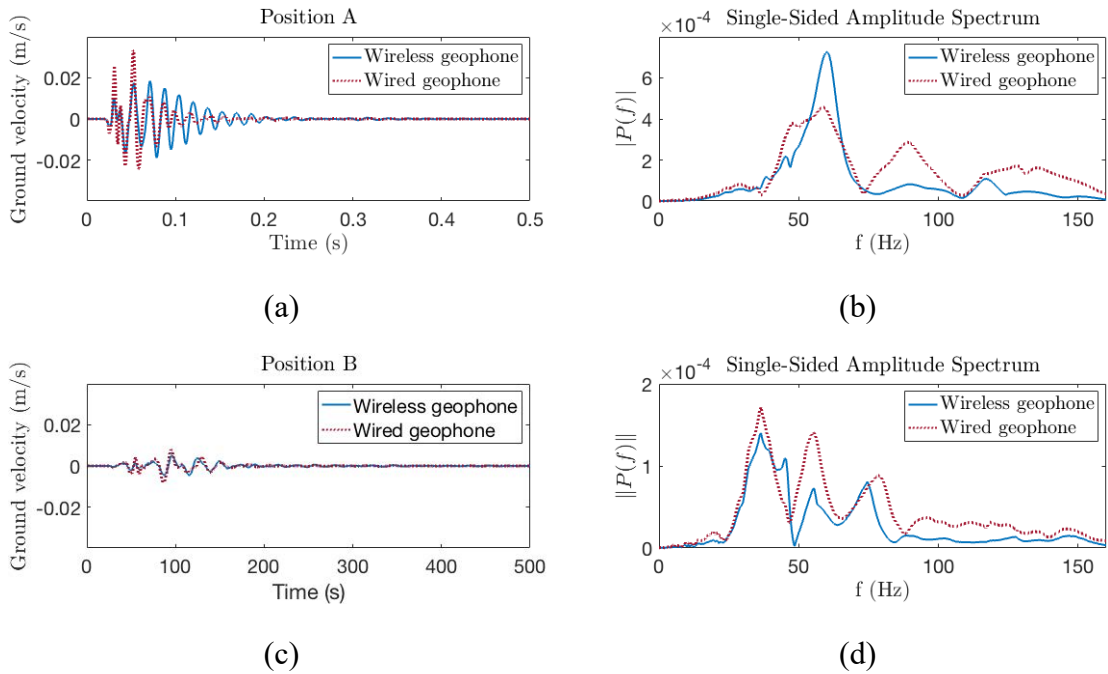 Position A
Ground velocity (m/s)
0.02
0
-0.02
Wireless geophone
Wired geophone
0 0.1 0.2 0.3 0.4 0.5
Time (s)
(a)
Single-Sided Amplitude Spectrum
×10-4
|P(f)|
6
4
2
0
Wireless geophone
Wired geophone
0 50 100 150
f (Hz)
(b)
Position B
Ground velocity (m/s)
0.02
0
-0.02
Wireless geophone
Wired geophone
0 100 200 300 400 500
Time (s)
(c)
Single-Sided Amplitude Spectrum
×10-4
||P(f)||
2
1
0
Wireless geophone
Wired geophone
0 50 100 150
f (Hz)
(d)